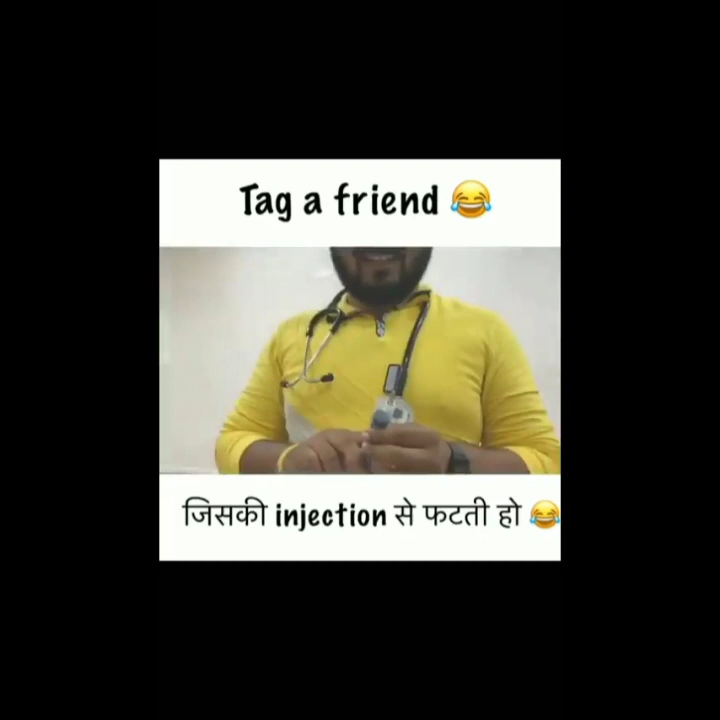 Tag a friend 😂
जिसकी injection से फटती हो 😂